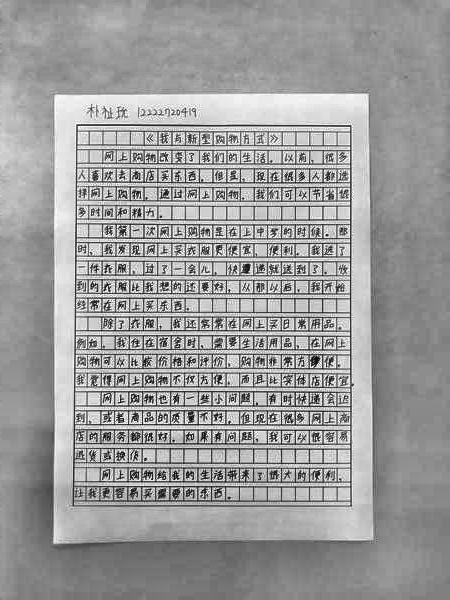 朴祉玧 12222720419
《我与新型购物方式》
网上购物改变了我们的生活。以前，很多
人喜欢去商店买东西。但是，现在很多人都选
择网上购物。通过网上购物，我们可以节省很
多时间和精力。
我第一次网上购物是在上中学的时候。那
时，我发现网上买衣服更便宜，便利。我选了
一件衣服，过了一会儿，快递就送到了。收
到的衣服比我想的还要好。从那以后，我开始
经常在网上买东西。
除了衣服，我还常常在网上买日常用品。
例如，我住在宿舍时，需要生活用品，在网上
购物可以比较价格和评价，购物非常方便。
我觉得网上购物不仅方便，而且比实体店便宜。
网上购物也有一些小问题。有时快递会迟
到，或者商品的质量不好。但现在很多网上商
店的服务都很好。如果有问题，我可以很容易
退货或换货。
网上购物给我的生活带来了很大的便利，
让我更容易买需要的东西。